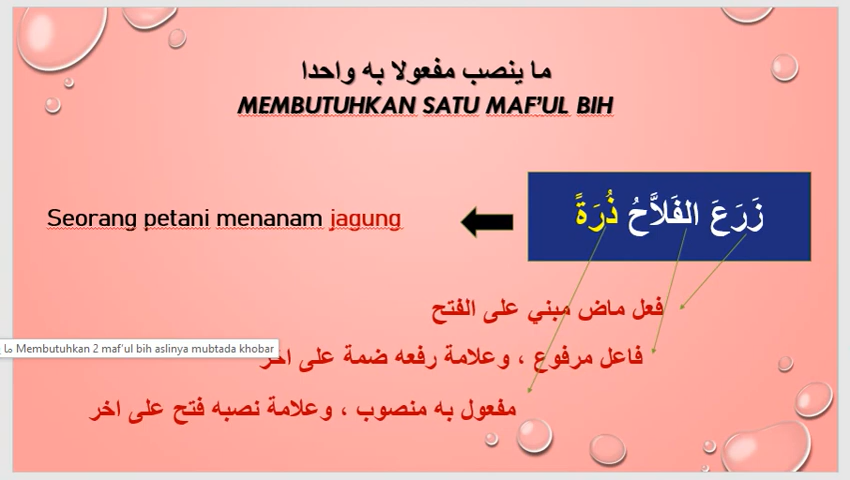 ما ينصب مفعولا به واحدا
MEMBUTUHKAN SATU MAF'UL BIH
زَرَعَ الفَلاَّحُ ذُرَةً
Seorang petani menanam jagung
فعل ماض مبني على الفتح
ما Membutuhkan 2 maf'ul bih aslinya mubtada khobar
فاعل مرفوع ، وعلامة رفعه ضمة على اخر
مفعول به منصوب ، وعلامة نصبه فتح على اخر